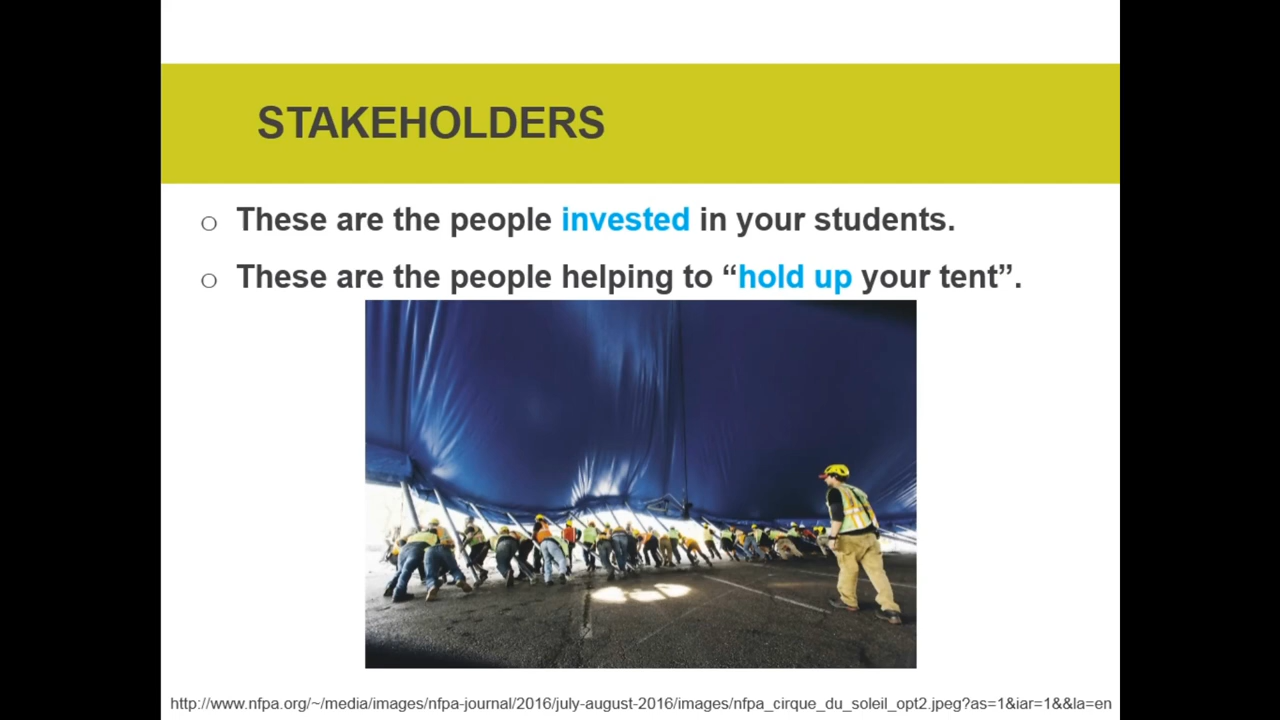 STAKEHOLDERS
These are the people invested in your students.
These are the people helping to “hold up your tent”.
http://www.nfpa.org/~/media/images/nfpa-journal/2016/july-august-2016/images/nfpa_cirque_du_soleil_opt2.jpeg?as=1&iar=1&&la=en